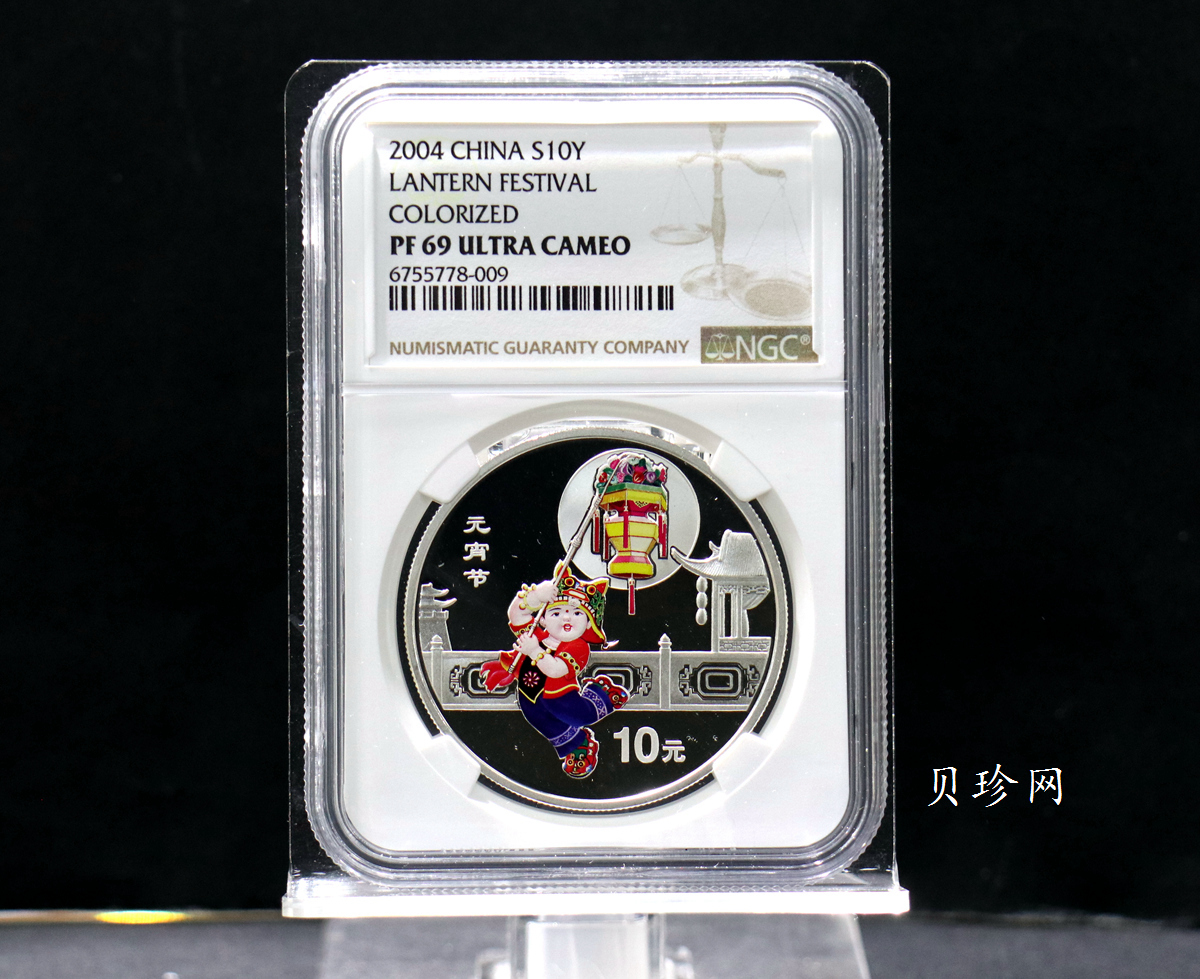 2004 CHINA S10Y
LANTERN FESTIVAL
COLORIZED
PF 69 ULTRA CAMEO
6755778-009
NUMISMATIC GUARANTY COMPANY
NGC®
元宵节
10元
贝珍网